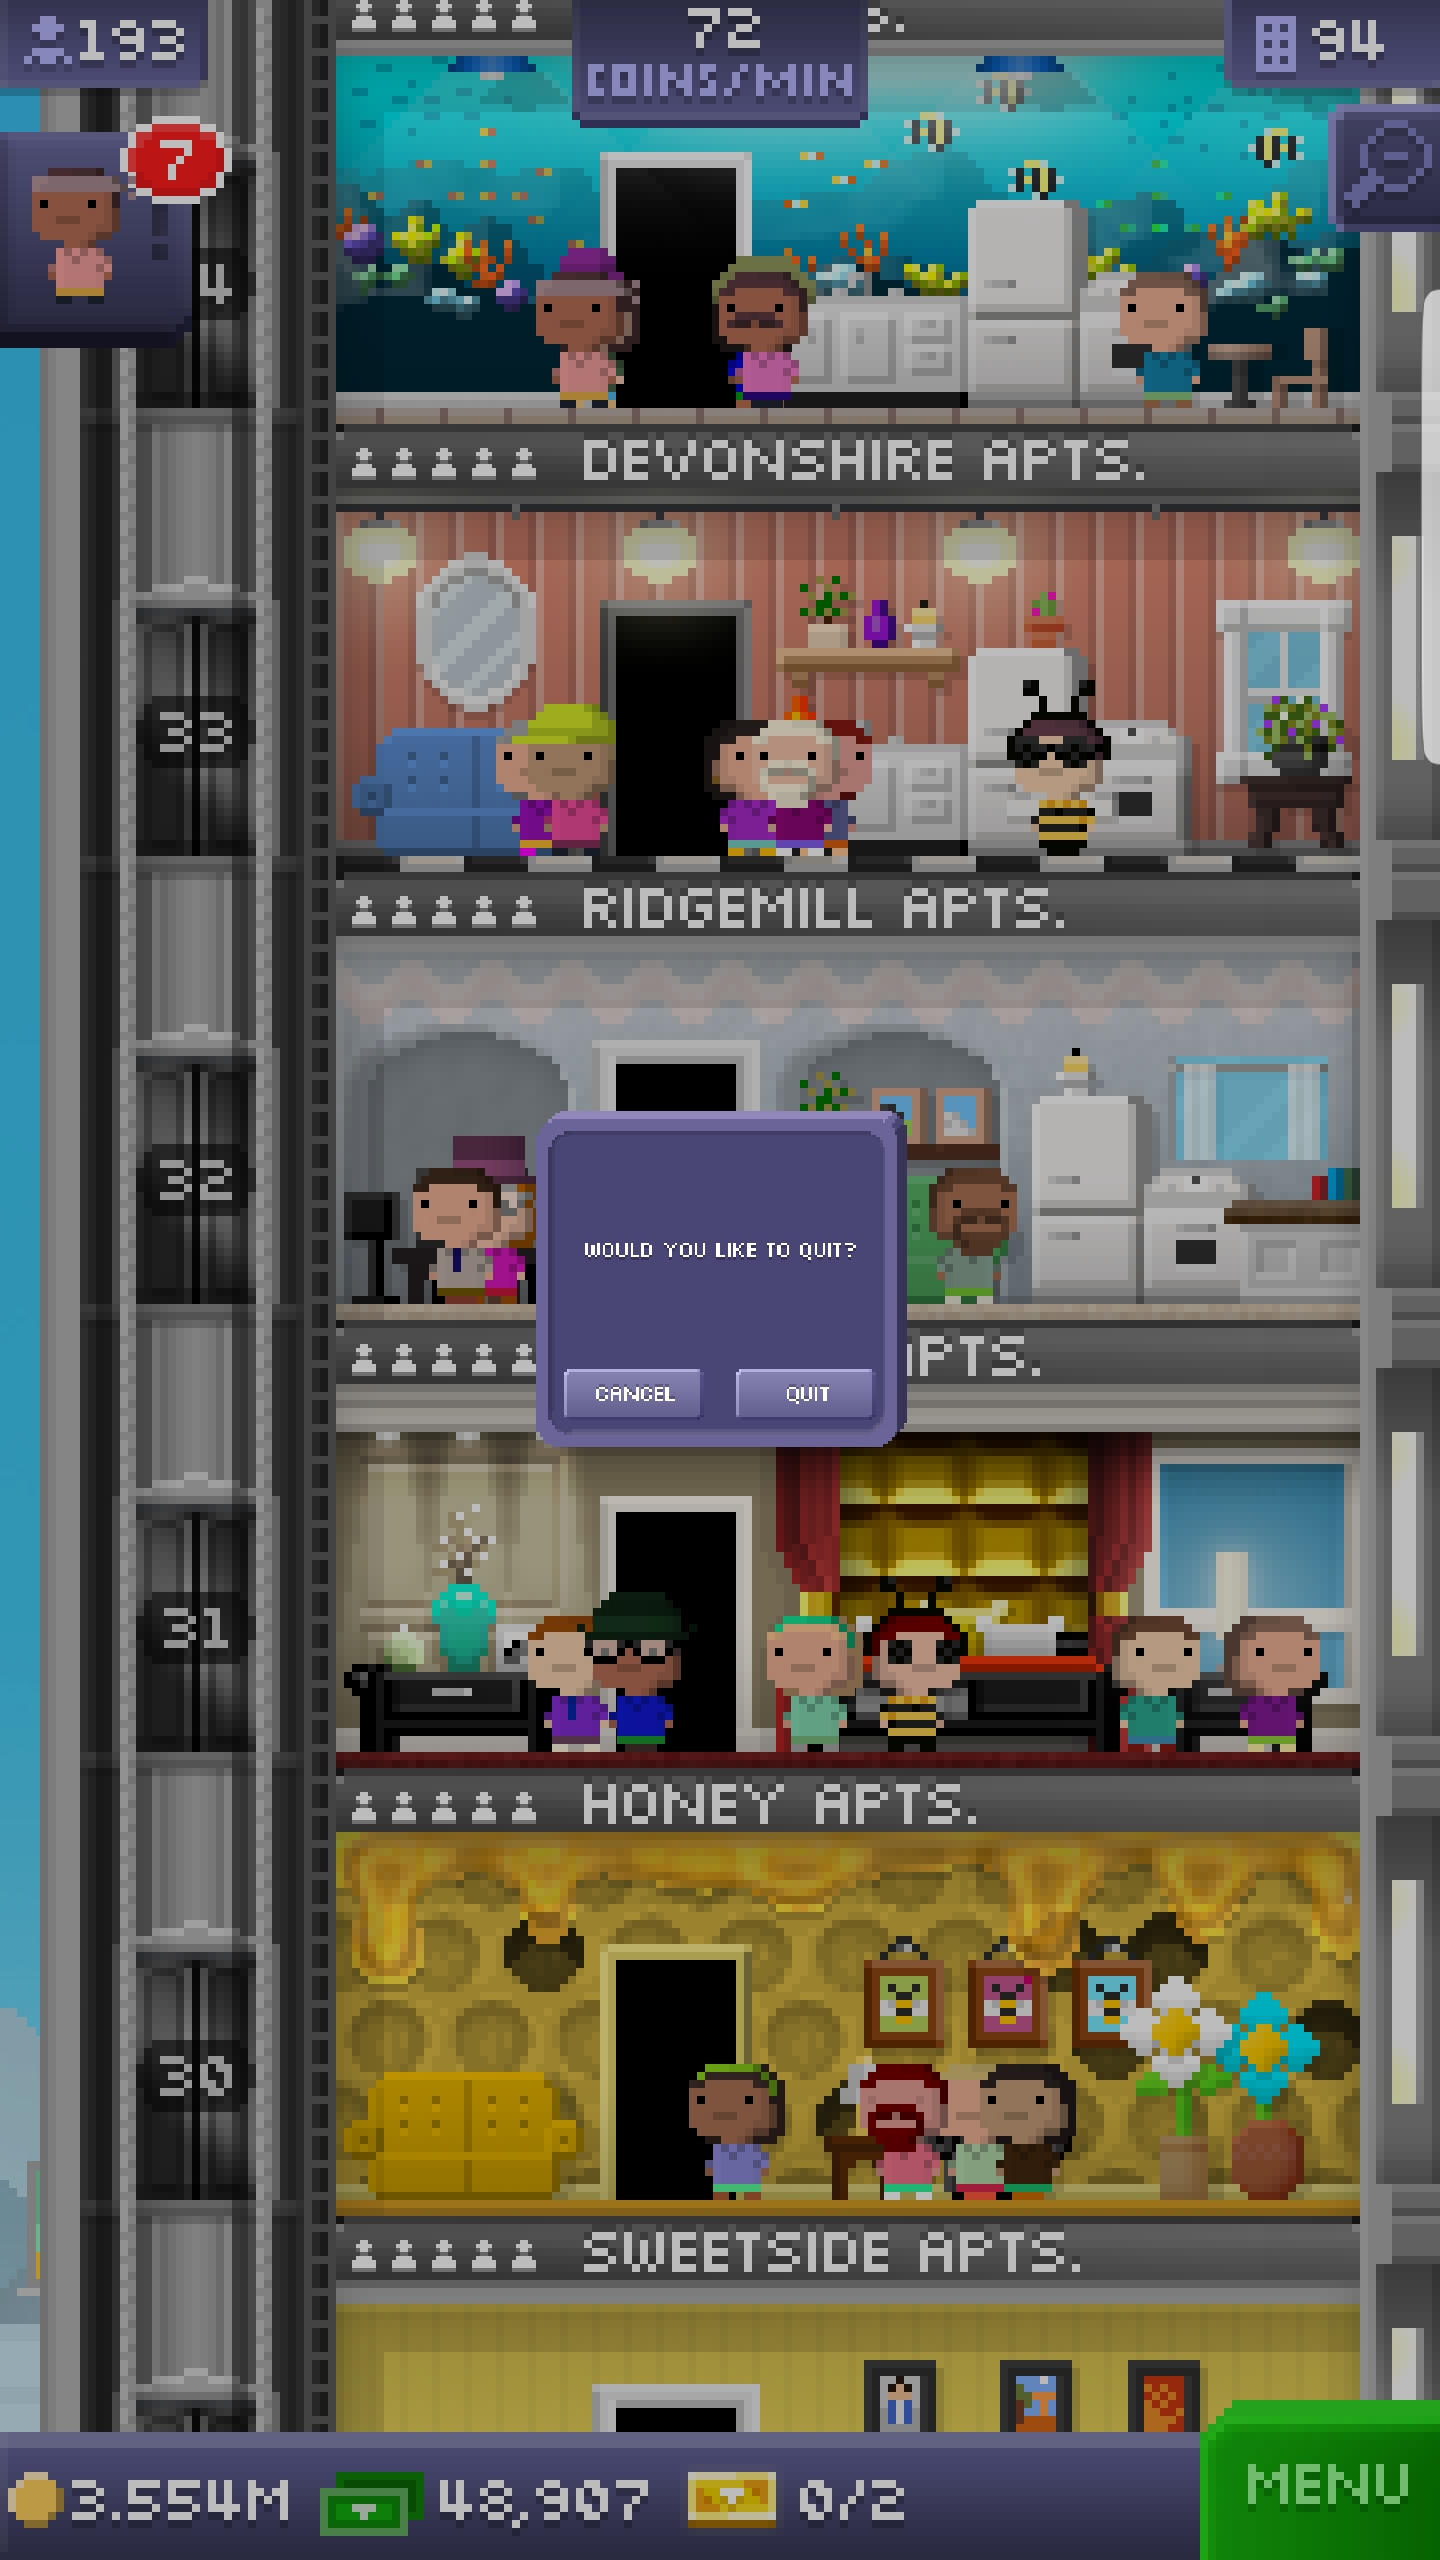 193
72
COINS/MIN
94
7
4
DEVONSHIRE APTS.
33
RIDGEMILL APTS.
32
WOULD YOU LIKE TO QUIT?
CANCEL
QUIT
APTS.
31
HONEY APTS.
30
SWEETSIDE APTS.
3.554M
48,907
0/2
MENU